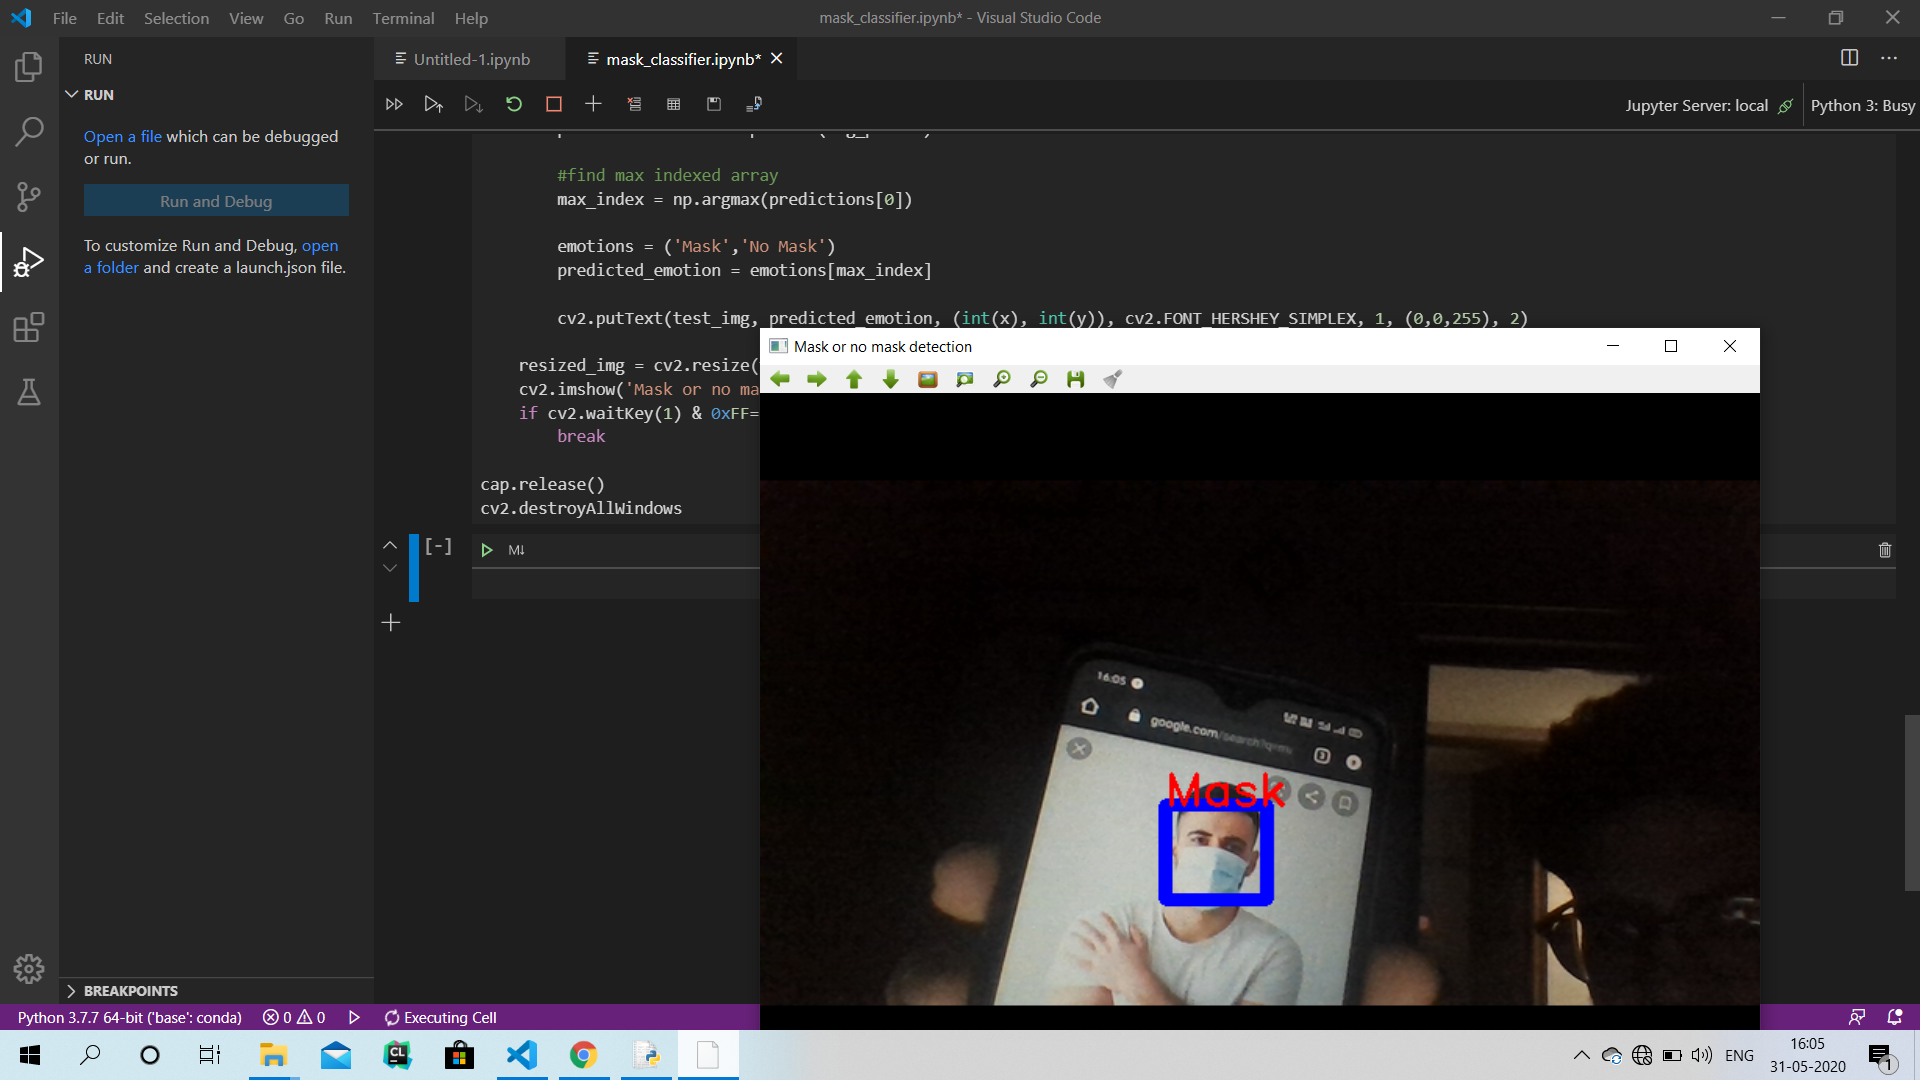 File Edit Selection View Go Run Terminal Help
mask_classifier.ipynb* - Visual Studio Code
RUN
RUN
Open a file which can be debugged
or run.
Run and Debug
To customize Run and Debug, open
a folder and create a launch.json file.
BREAKPOINTS
Untitled-1.ipynb
mask_classifier.ipynb*
Jupyter Server: local
Python 3: Busy
#find max indexed array
max_index = np.argmax(predictions[0])
emotions = ('Mask','No Mask')
predicted_emotion = emotions[max_index]
cv2.putText(test_img, predicted_emotion, (int(x), int(y)), cv2.FONT_HERSHEY_SIMPLEX, 1, (0,0,255), 2)
resized_img = cv2.resize(
cv2.imshow('Mask or no ma
if cv2.waitKey(1) & 0xFF=
break
cap.release()
cv2.destroyAllWindows
[-]
M↓
Mask or no mask detection
16:05
google.com/search?q=m
Mask
Python 3.7.7 64-bit ('base': conda)
0
0
Executing Cell
CL
ENG
16:05
31-05-2020
1